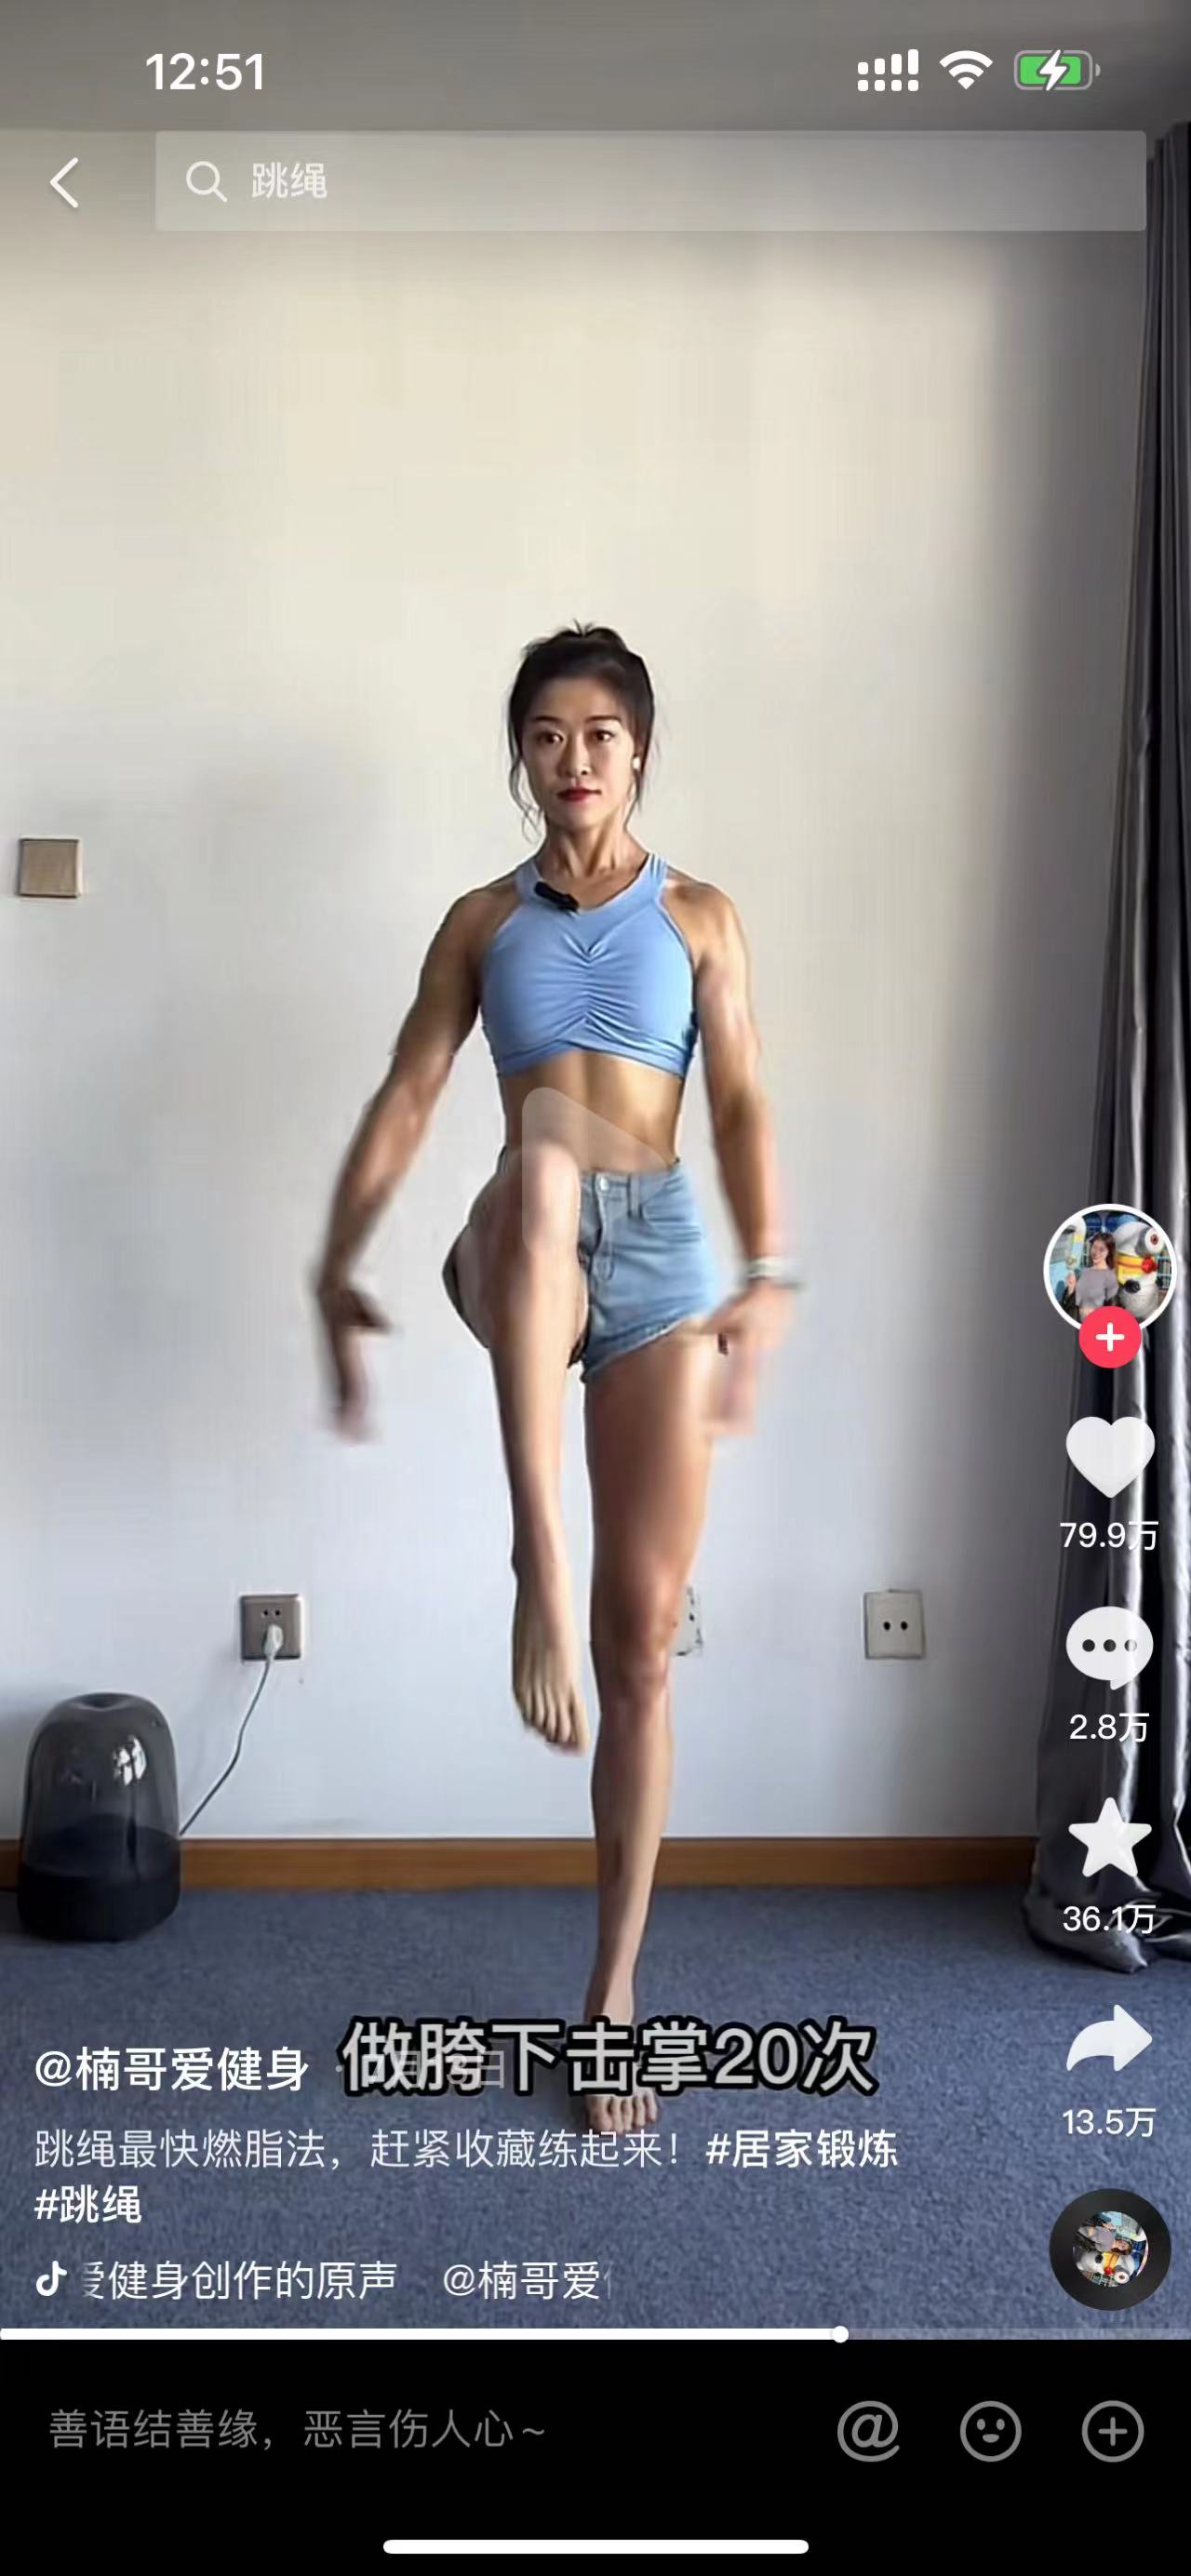 12:51
跳绳
79.9万
2.8万
36.1万
13.5万
做胯下击掌20次
@楠哥爱健身
跳绳最快燃脂法，赶紧收藏练起来！#居家锻炼
#跳绳
爱健身创作的原声 @楠哥爱
善语结善缘，恶言伤人心～